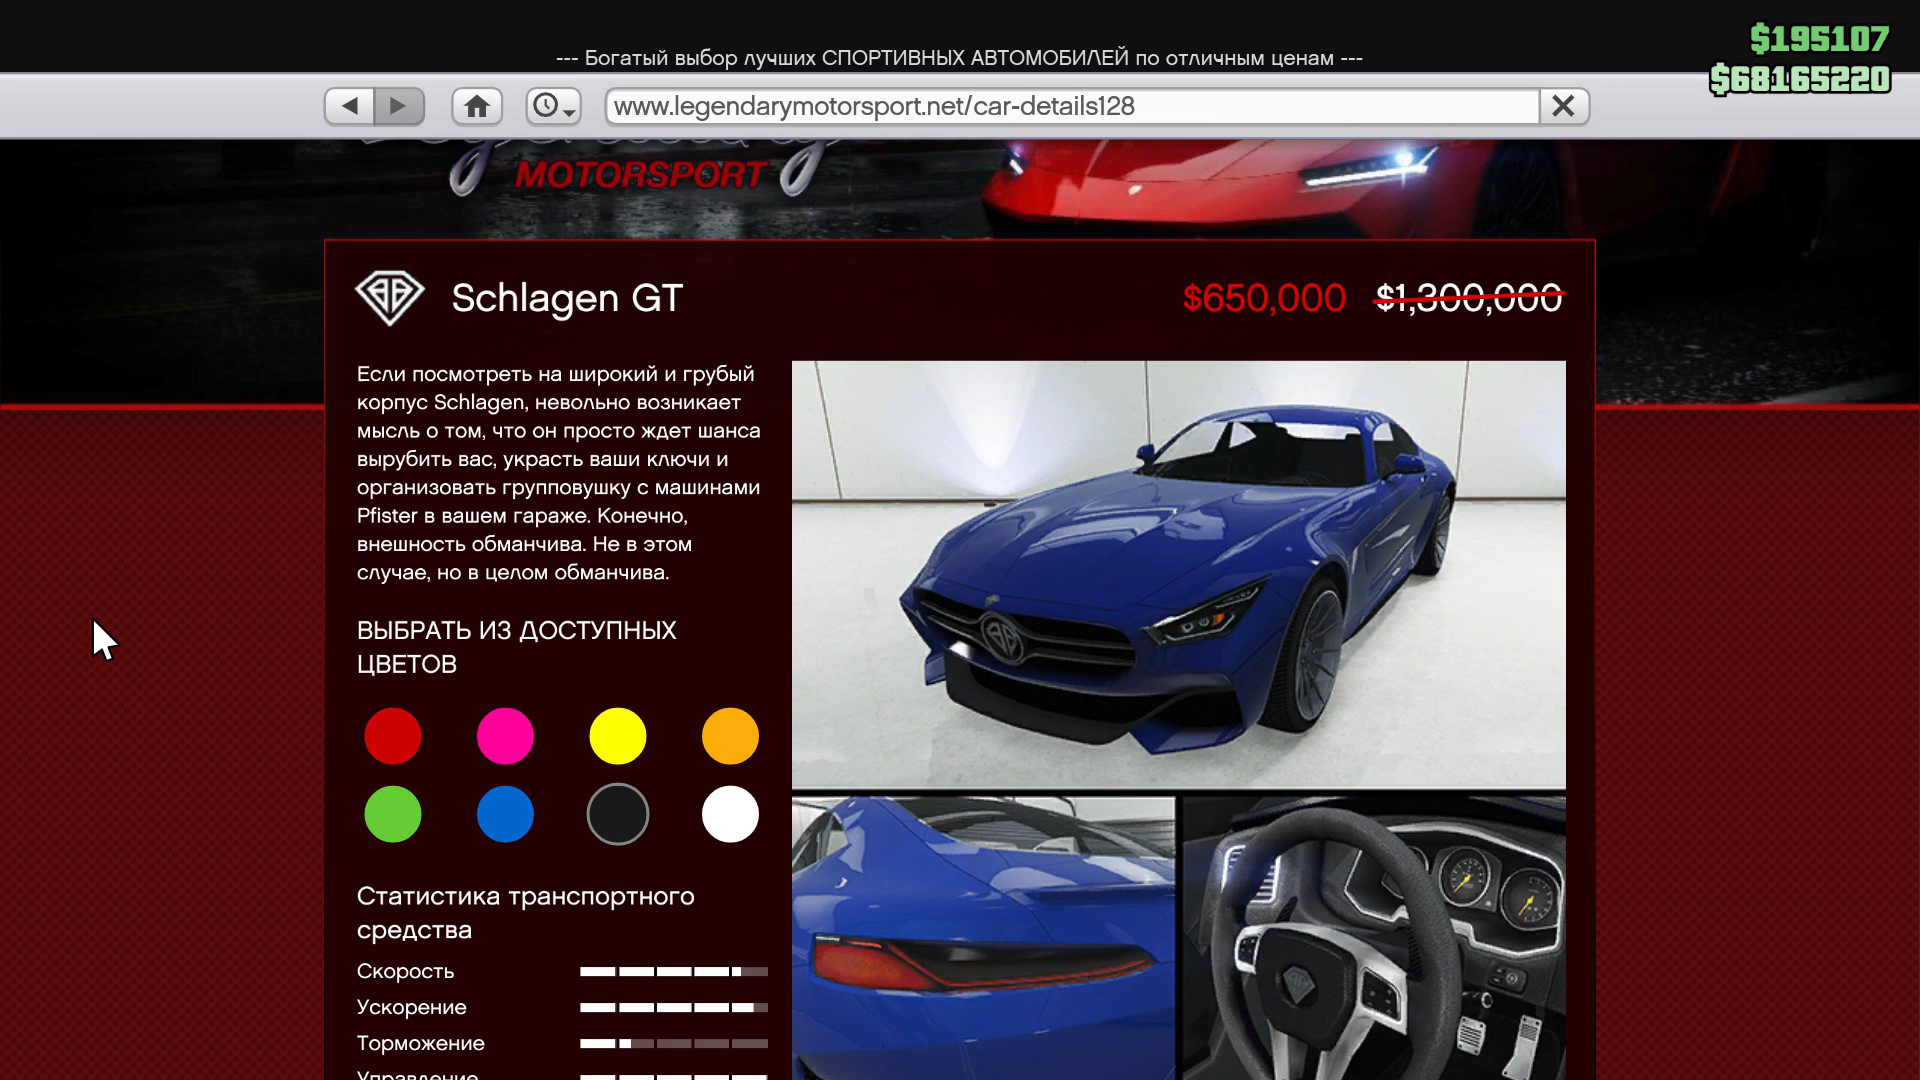 --- Богатый выбор лучших СПОРТИВНЫХ АВТОМОБИЛЕЙ по отличным ценам ---
$195107
$68165220
www.legendarymotorsport.net/car-details128
MOTORSPORT
Schlagen GT
$650,000 $1,300,000
Если посмотреть на широкий и грубый
корпус Schlagen, невольно возникает
мысль о том, что он просто ждет шанса
вырубить вас, украсть ваши ключи и
организовать групповушку с машинами
Pfister в вашем гараже. Конечно,
внешность обманчива. Не в этом
случае, но в целом обманчива.
ВЫБРАТЬ ИЗ ДОСТУПНЫХ
ЦВЕТОВ
Статистика транспортного
средства
Скорость
Ускорение
Торможение
Управление